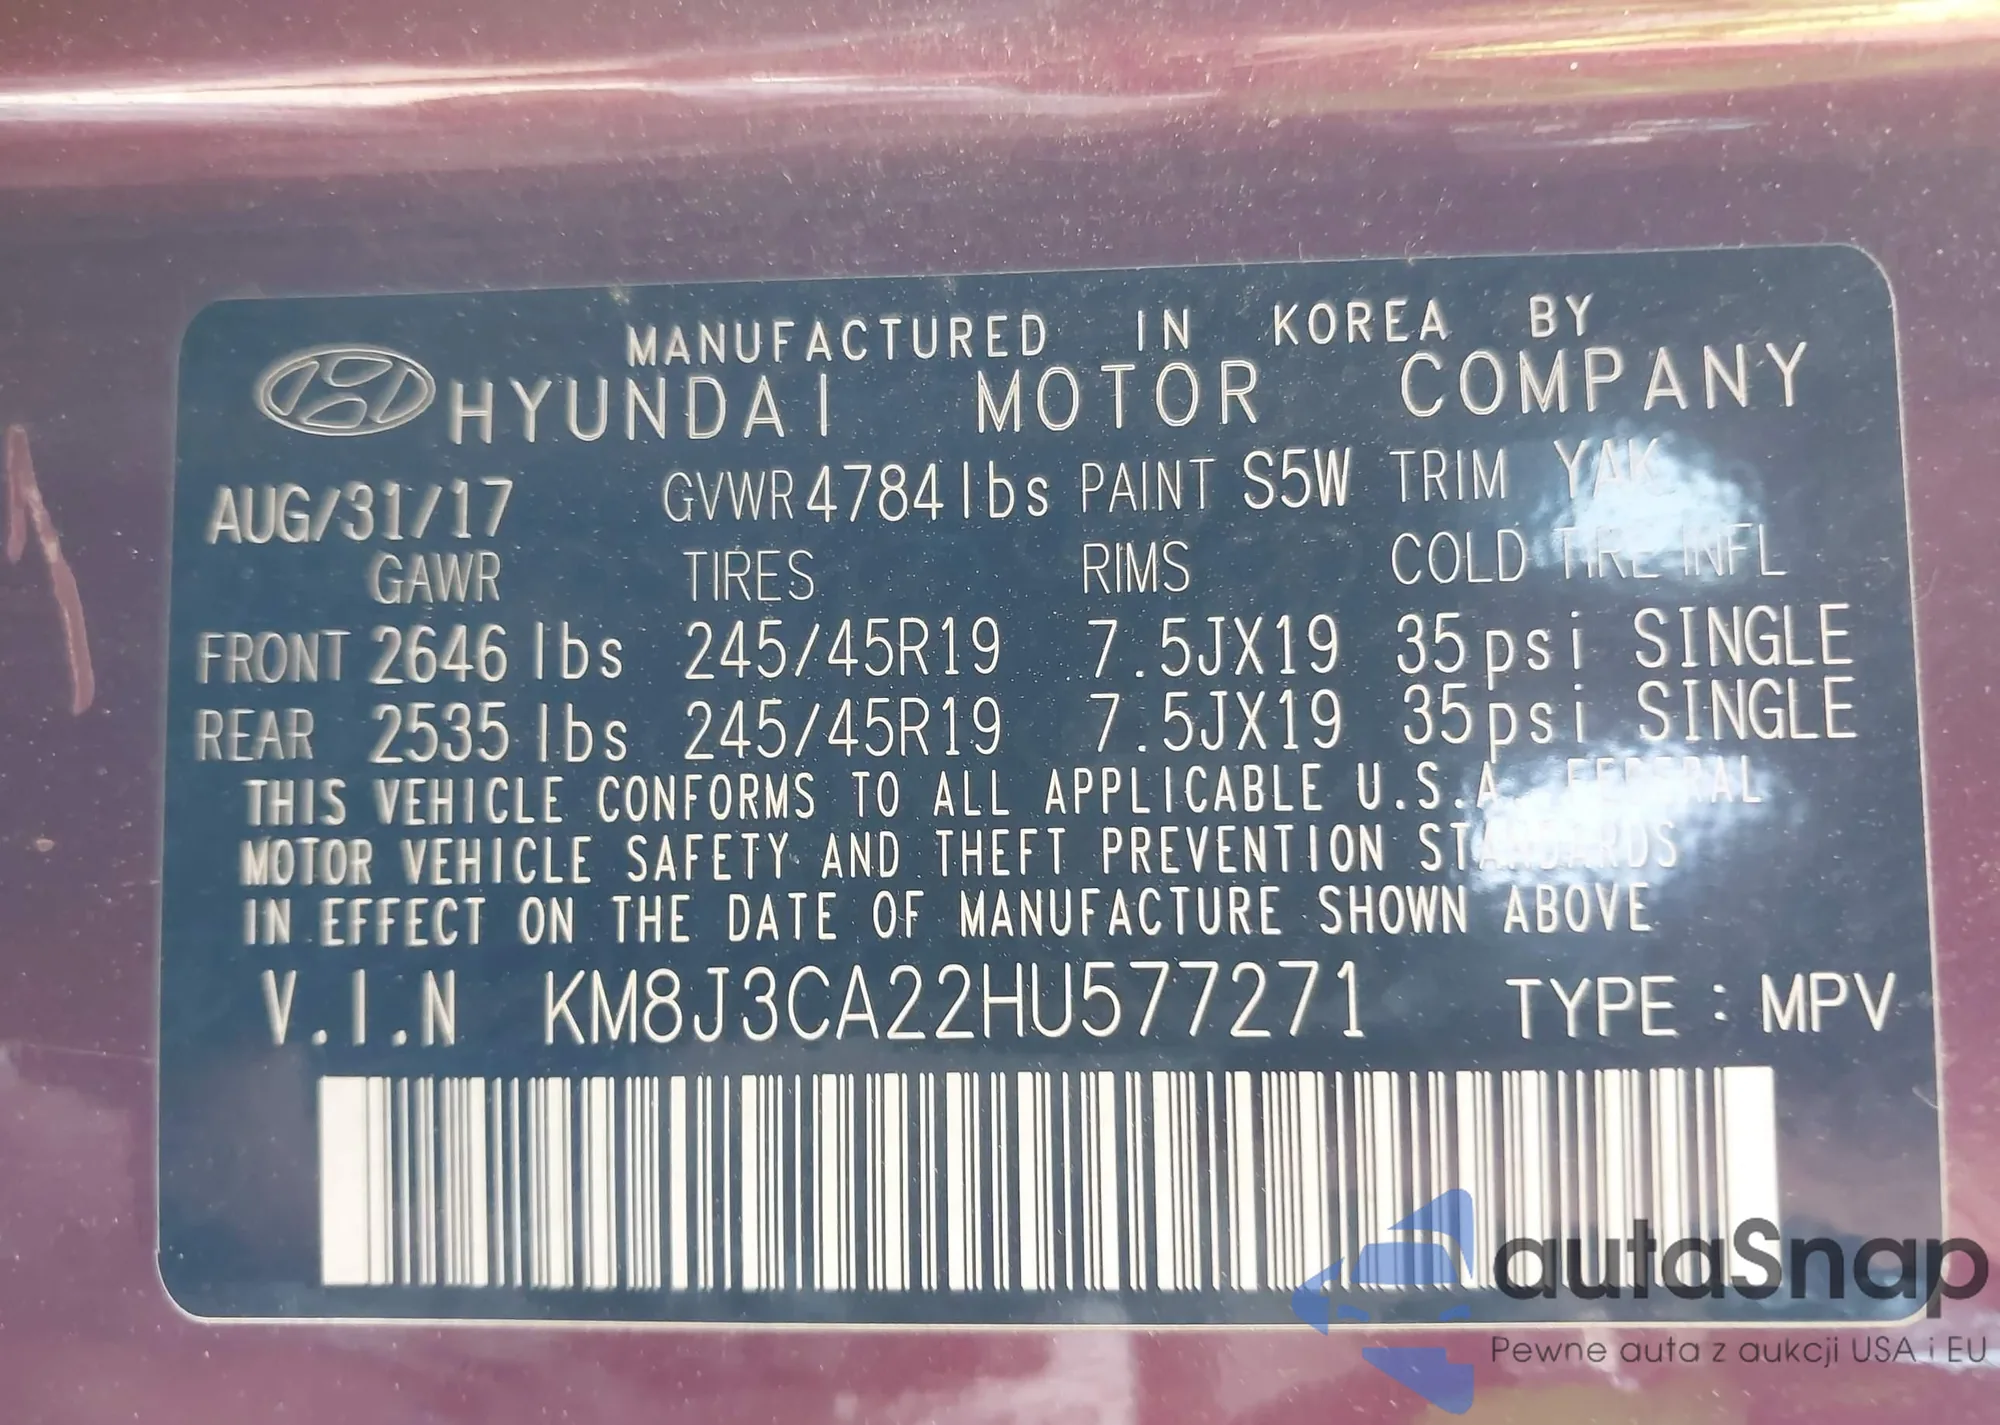 MANUFACTURED IN KOREA BY
HYUNDAI MOTOR COMPANY
AUG/31/17 GVWR 4784lbs PAINT S5W TRIM YAK
GAWR TIRES RIMS COLD TIRE INFL
FRONT 2646 lbs 245/45R19 7.5JX19 35psi SINGLE
REAR 2535 lbs 245/45R19 7.5JX19 35psi SINGLE
THIS VEHICLE CONFORMS TO ALL APPLICABLE U.S.A. FEDERAL
MOTOR VEHICLE SAFETY AND THEFT PREVENTION STANDARDS
IN EFFECT ON THE DATE OF MANUFACTURE SHOWN ABOVE
V.I.N KM8J3CA22HU577271 TYPE : MPV
autaSnap
Pewne auta z aukcji USA i EU